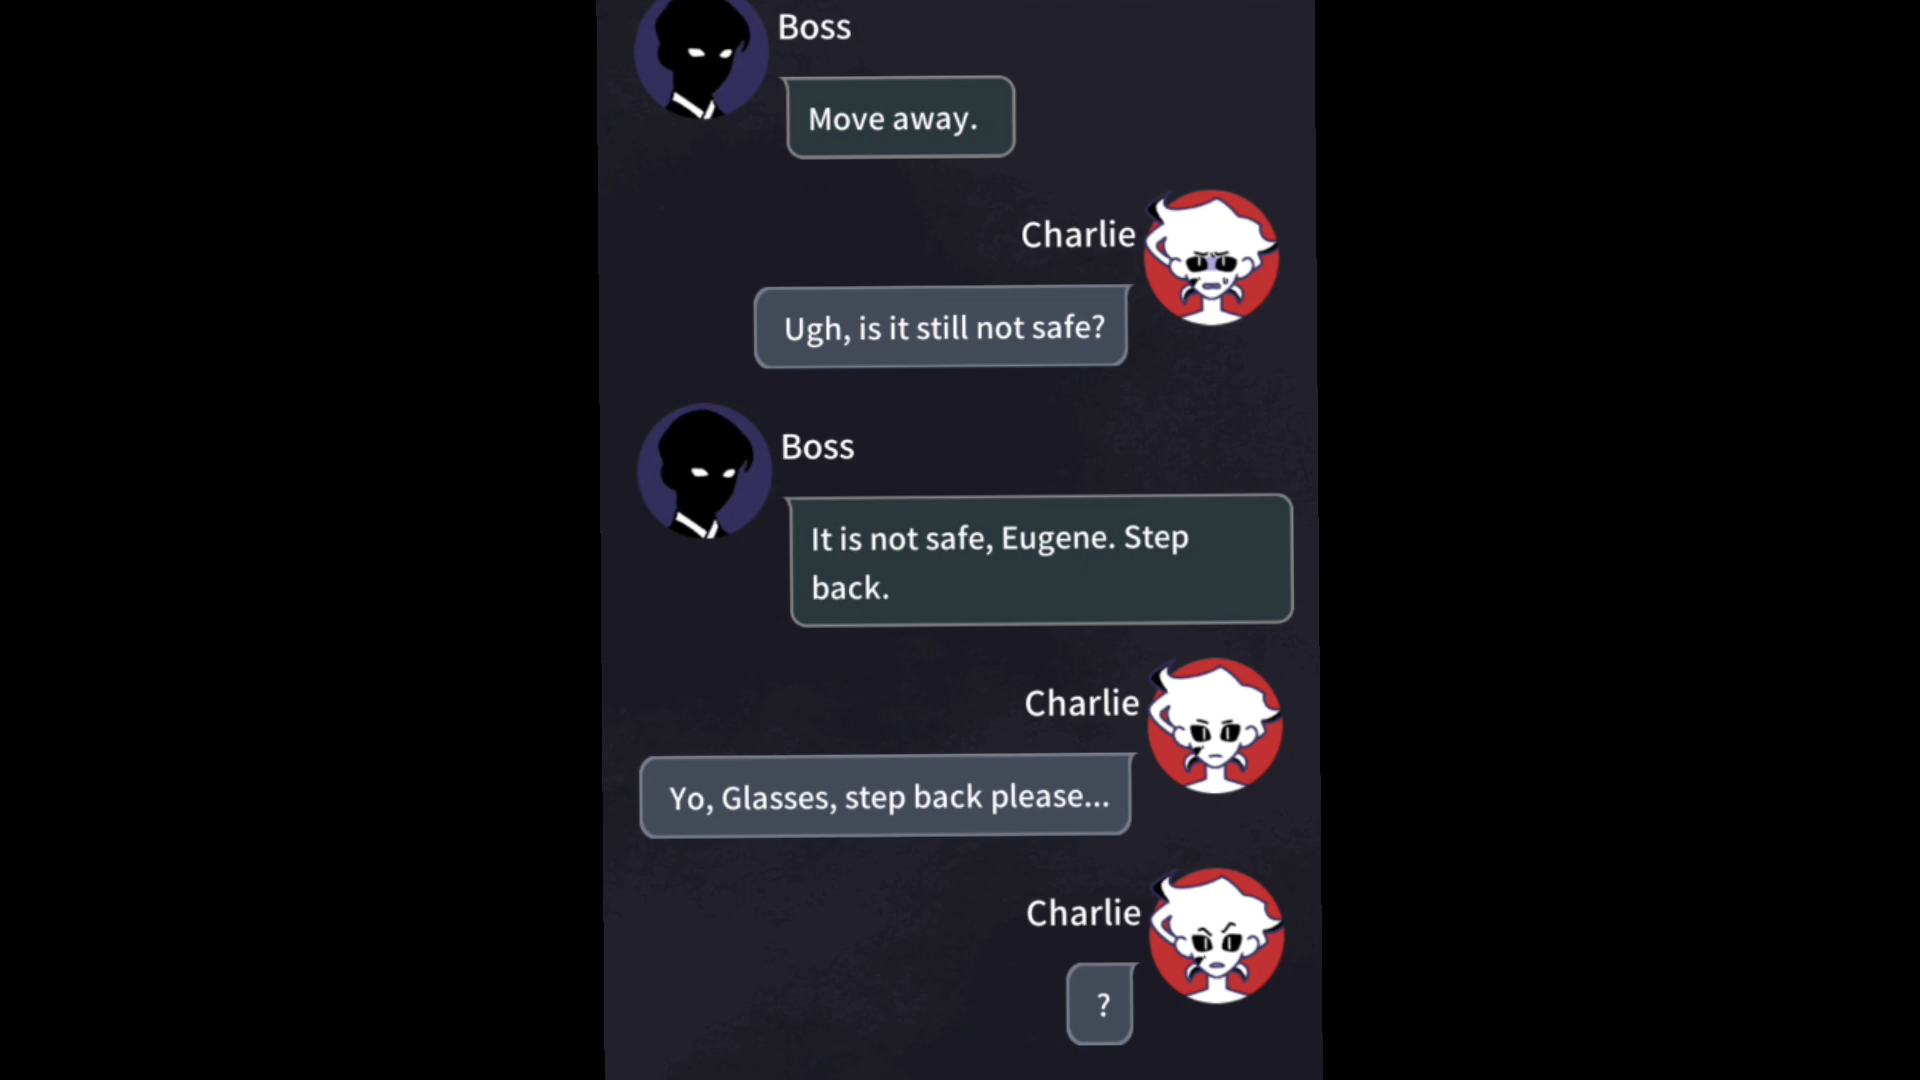 Boss
Move away.
Charlie
Ugh, is it still not safe?
Boss
It is not safe, Eugene. Step
back.
Charlie
Yo, Glasses, step back please...
Charlie
?